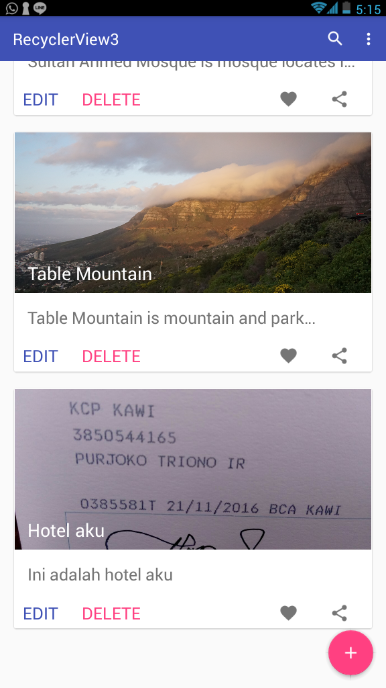 5:15
RecyclerView3
Sultan Ahmed Mosque is mosque locates i...
EDIT DELETE
Table Mountain
Table Mountain is mountain and park...
EDIT DELETE
KCP KAWI
3850544165
PURJOKO TRIONO IR
0385581T 21/11/2016 BCA KAWI
Hotel aku
Ini adalah hotel aku
EDIT DELETE